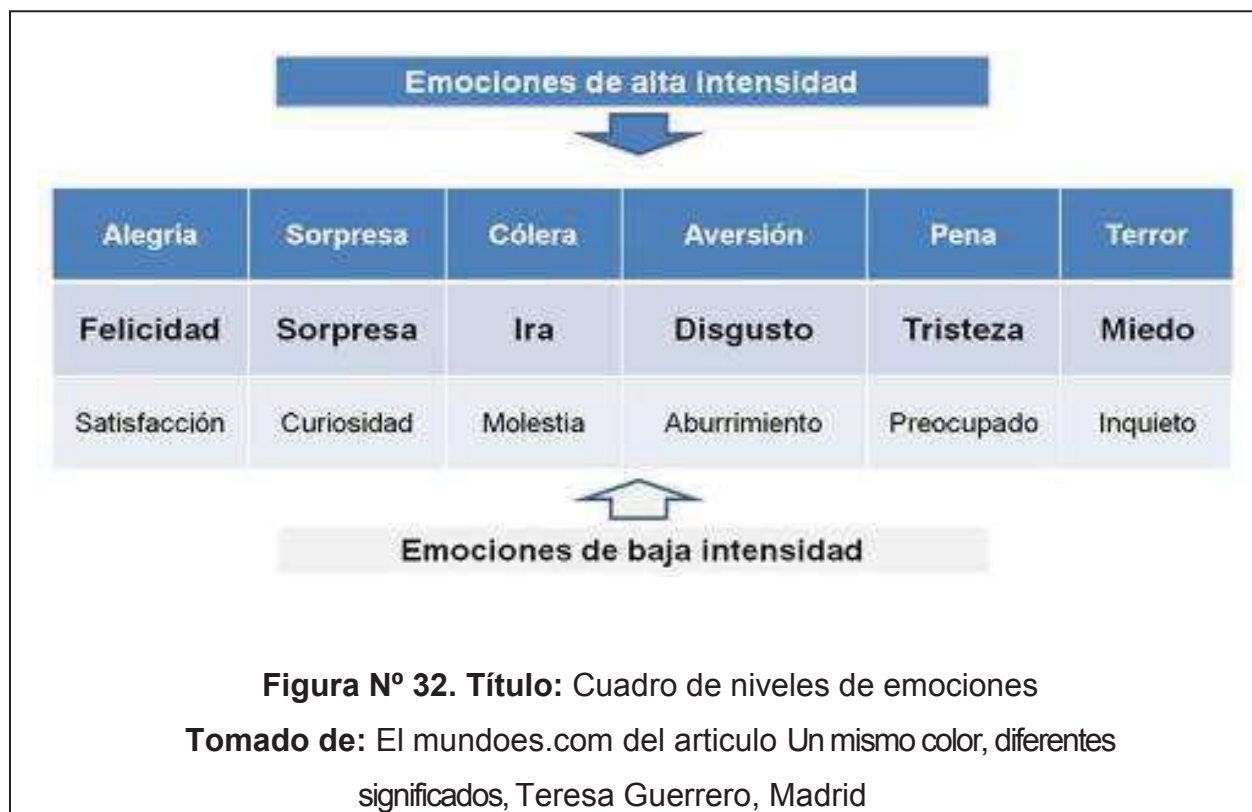 Emociones de alta intensidad
Alegría Sorpresa Cólera Aversión Pena Terror
Felicidad Sorpresa Ira Disgusto Tristeza Miedo
Satisfacción Curiosidad Molestia Aburrimiento Preocupado Inquieto
Emociones de baja intensidad
Figura Nº 32. Título: Cuadro de niveles de emociones
Tomado de: El mundoes.com del articulo Un mismo color, diferentes
significados, Teresa Guerrero, Madrid